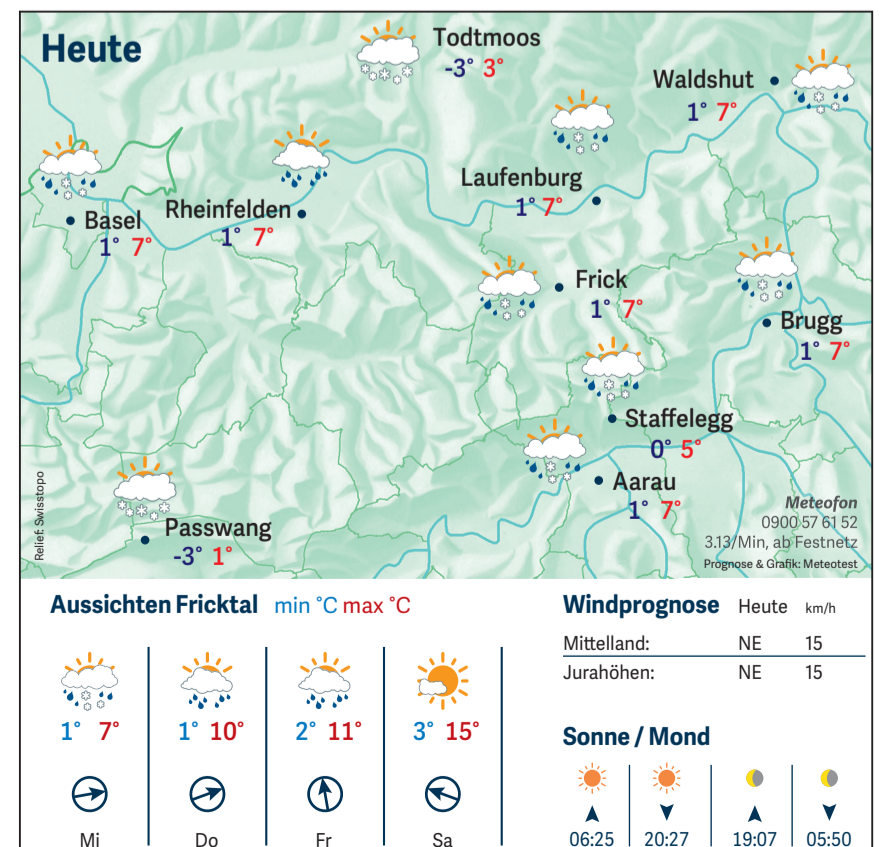 Heute
Todtmoos
-3° 3°
Waldshut
1° 7°
Laufenburg
1° 7°
Basel
1° 7°
Rheinfelden
1° 7°
Frick
1° 7°
Brugg
1° 7°
Staffelegg
0° 5°
Aarau
1° 7°
Passwang
-3° 1°
Relief: Swisstopo
Meteofon
0900 57 61 52
3.13/Min, ab Festnetz
Prognose & Grafik: Meteotest
Aussichten Fricktal min °C max °C
1° 7° 1° 10° 2° 11° 3° 15°
Mi Do Fr Sa
Windprognose Heute km/h
Mittelland: NE 15
Jurahöhen: NE 15
Sonne / Mond
06:25 20:27 19:07 05:50